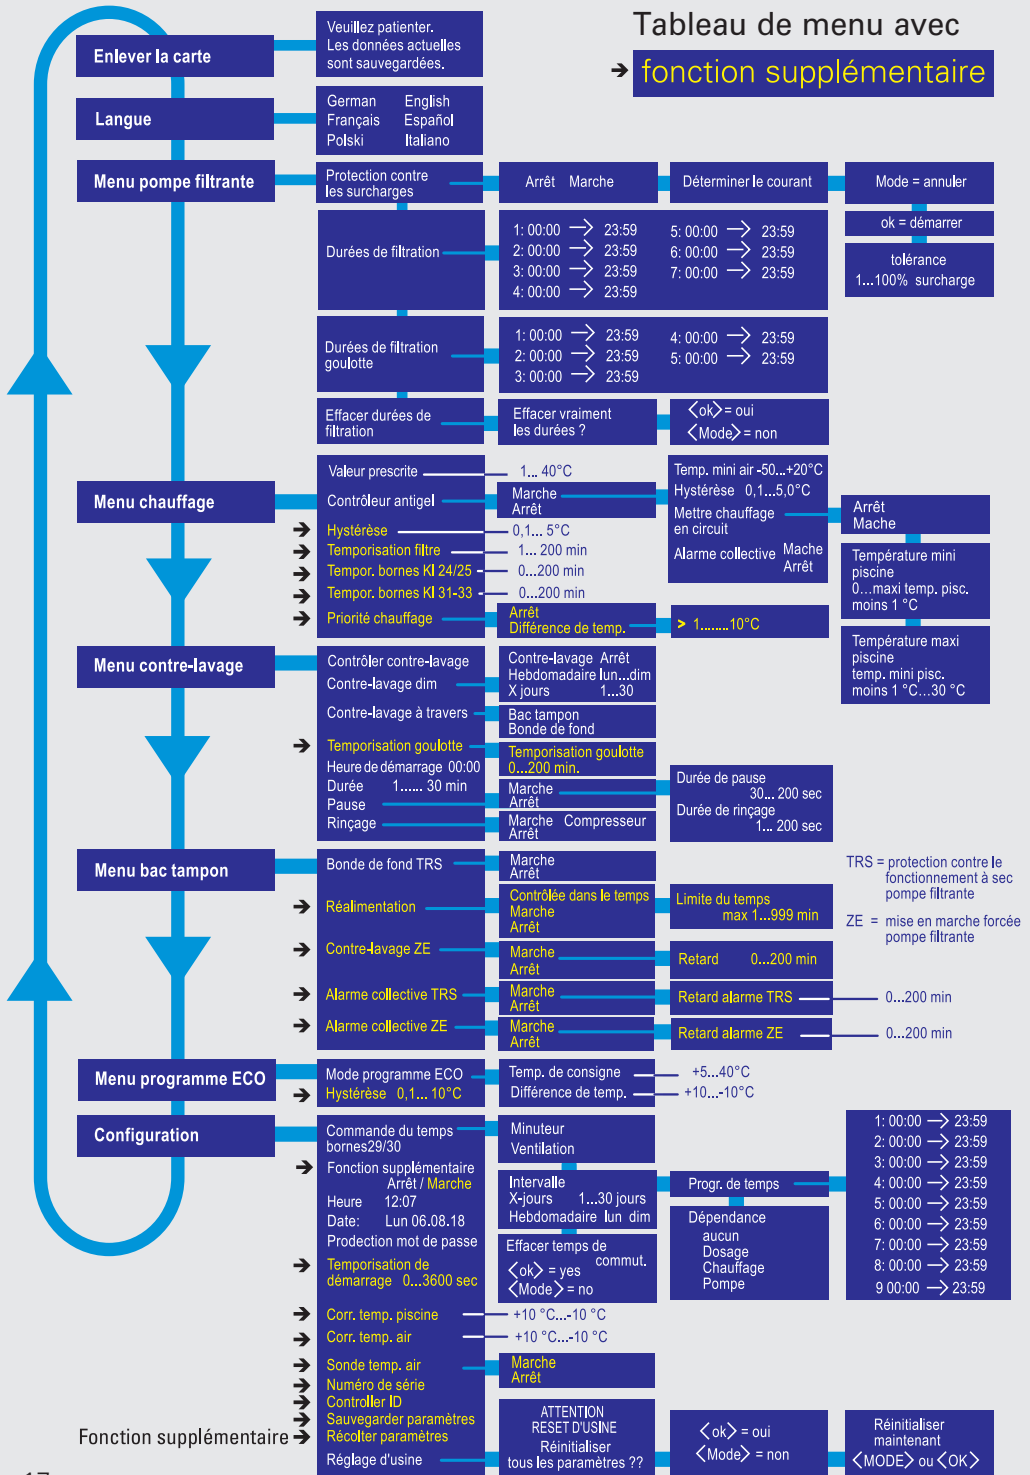 Tableau de menu avec
➔ fonction supplémentaire
Enlever la carte
Veuillez patienter.
Les données actuelles
sont sauvegardées.
Langue
German English
Français Español
Polski Italiano
Menu pompe filtrante
Protection contre
les surcharges
Arrêt Marche
Déterminer le courant
Mode = annuler
ok = démarrer
tolérance
1...100% surcharge
Durées de filtration
1: 00:00 → 23:59
2: 00:00 → 23:59
3: 00:00 → 23:59
4: 00:00 → 23:59
5: 00:00 → 23:59
6: 00:00 → 23:59
7: 00:00 → 23:59
Durées de filtration
goulotte
1: 00:00 → 23:59
2: 00:00 → 23:59
3: 00:00 → 23:59
4: 00:00 → 23:59
5: 00:00 → 23:59
Effacer durées de
filtration
Effacer vraiment
les durées ?
<ok> = oui
<Mode> = non
Menu chauffage
Valeur prescrite
1... 40°C
Contrôleur antigel
Marche
Arrêt
Temp. mini air -50...+20°C
Hystérèse 0,1...5,0°C
Mettre chauffage
en circuit
Alarme collective Mache
Arrêt
Arrêt
Mache
Température mini
piscine
0...maxi temp. pisc.
moins 1 °C
Température maxi
piscine
temp. mini pisc.
moins 1 °C...30 °C
➔ Hystérèse
0,1... 5°C
➔ Temporisation filtre
1... 200 min
➔ Tempor. bornes Kl 24/25
0...200 min
➔ Tempor. bornes Kl 31-33
0...200 min
➔ Priorité chauffage
Arrêt
Différence de temp.
> 1........10°C
Menu contre-lavage
Contrôler contre-lavage
Contre-lavage dim
Contre-lavage Arrêt
Hebdomadaire lun...dim
X jours 1...30
Contre-lavage à travers
Bac tampon
Bonde de fond
➔ Temporisation goulotte
Temporisation goulotte
0...200 min.
Heure de démarrage 00:00
Durée 1...... 30 min
Pause
Marche
Arrêt
Durée de pause
30... 200 sec
Durée de rinçage
1... 200 sec
Rinçage
Marche Compresseur
Arrêt
Menu bac tampon
Bonde de fond TRS
Marche
Arrêt
TRS = protection contre le
fonctionnement à sec
pompe filtrante
ZE = mise en marche forcée
pompe filtrante
➔ Réalimentation
Contrôlée dans le temps
Marche
Arrêt
Limite du temps
max 1...999 min
➔ Contre-lavage ZE
Marche
Arrêt
Retard 0...200 min
➔ Alarme collective TRS
Marche
Arrêt
Retard alarme TRS
0...200 min
➔ Alarme collective ZE
Marche
Arrêt
Retard alarme ZE
0...200 min
Menu programme ECO
Mode programme ECO
➔ Hystérèse 0,1... 10°C
Temp. de consigne
+5...40°C
Différence de temp.
+10...-10°C
Configuration
Commande du temps
bornes29/30
Minuteur
Ventilation
➔ Fonction supplémentaire
Arrêt / Marche
Heure 12:07
Date: Lun 06.08.18
Prodection mot de passe
Intervalle
X-jours 1...30 jours
Hebdomadaire lun dim
Effacer temps de
commut.
<ok> = yes
<Mode> = no
Progr. de temps
Dépendance
aucun
Dosage
Chauffage
Pompe
1: 00:00 → 23:59
2: 00:00 → 23:59
3: 00:00 → 23:59
4: 00:00 → 23:59
5: 00:00 → 23:59
6: 00:00 → 23:59
7: 00:00 → 23:59
8: 00:00 → 23:59
9 00:00 → 23:59
➔ Temporisation de
démarrage 0...3600 sec
➔ Corr. temp. piscine
+10 °C...-10 °C
➔ Corr. temp. air
+10 °C...-10 °C
➔ Sonde temp. air
Marche
Arrêt
➔ Numéro de série
➔ Controller ID
➔ Sauvegarder paramètres
Fonction supplémentaire ➔ Récolter paramètres
Réglage d'usine
ATTENTION
RESET D'USINE
Réinitialiser
tous les paramètres ??
<ok> = oui
<Mode> = non
Réinitialiser
maintenant
<MODE> ou <OK>